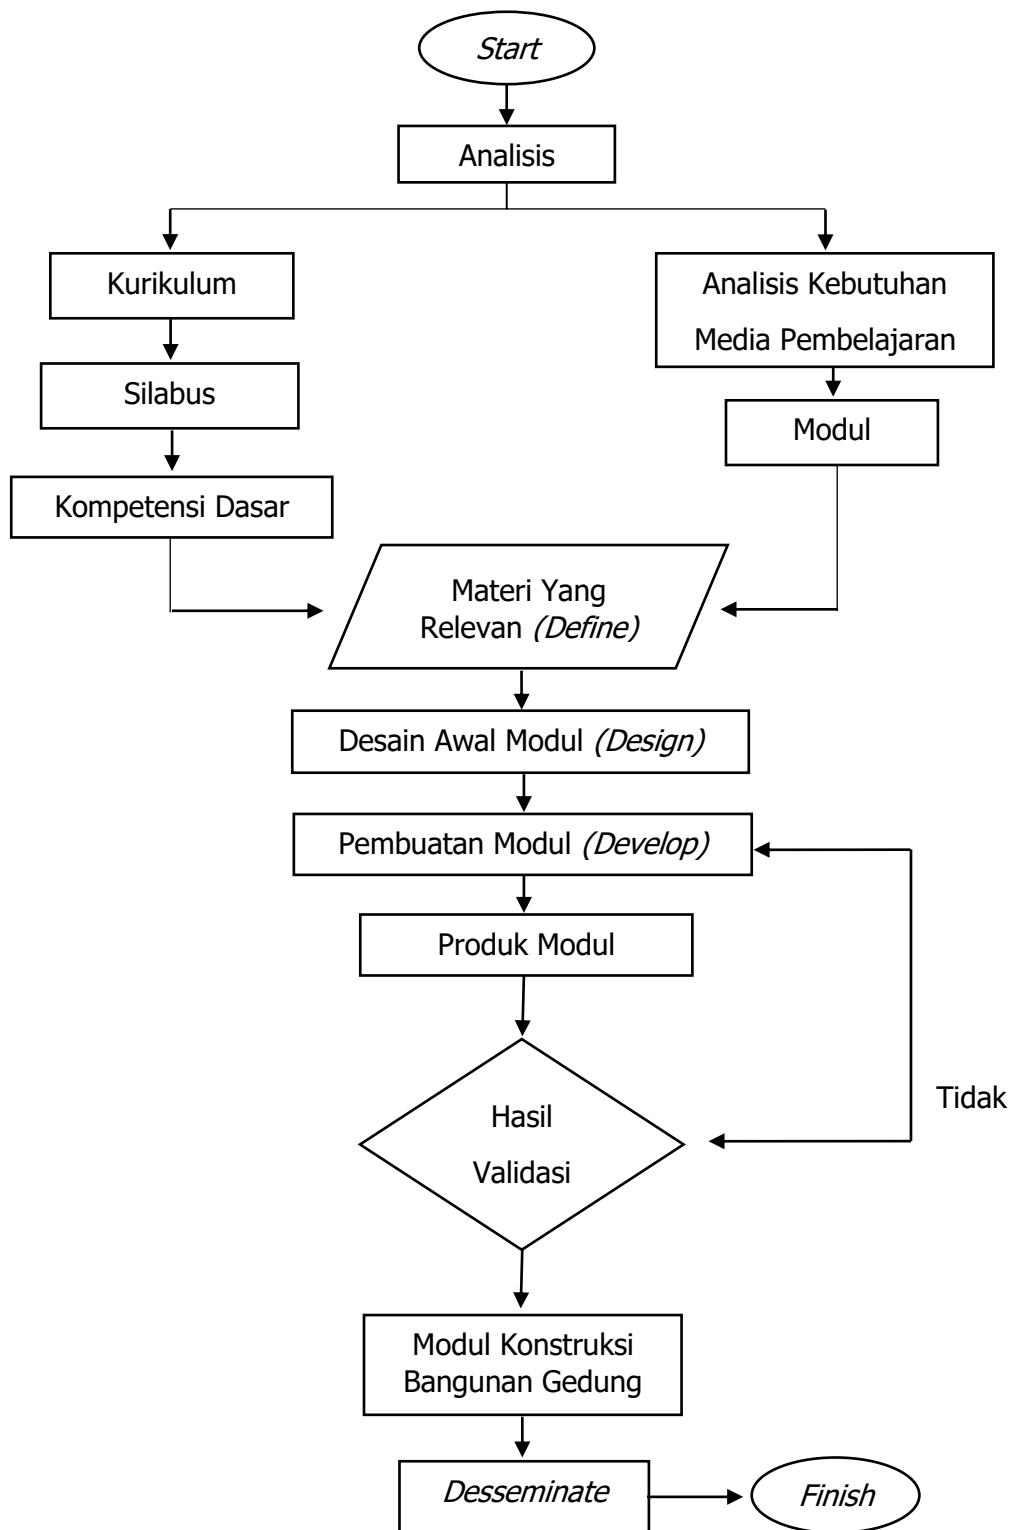 Start
Analisis
Kurikulum
Analisis Kebutuhan
Media Pembelajaran
Silabus
Modul
Kompetensi Dasar
Materi Yang
Relevan (Define)
Desain Awal Modul (Design)
Pembuatan Modul (Develop)
Produk Modul
Hasil
Validasi
Tidak
Modul Konstruksi
Bangunan Gedung
Desseminate
Finish